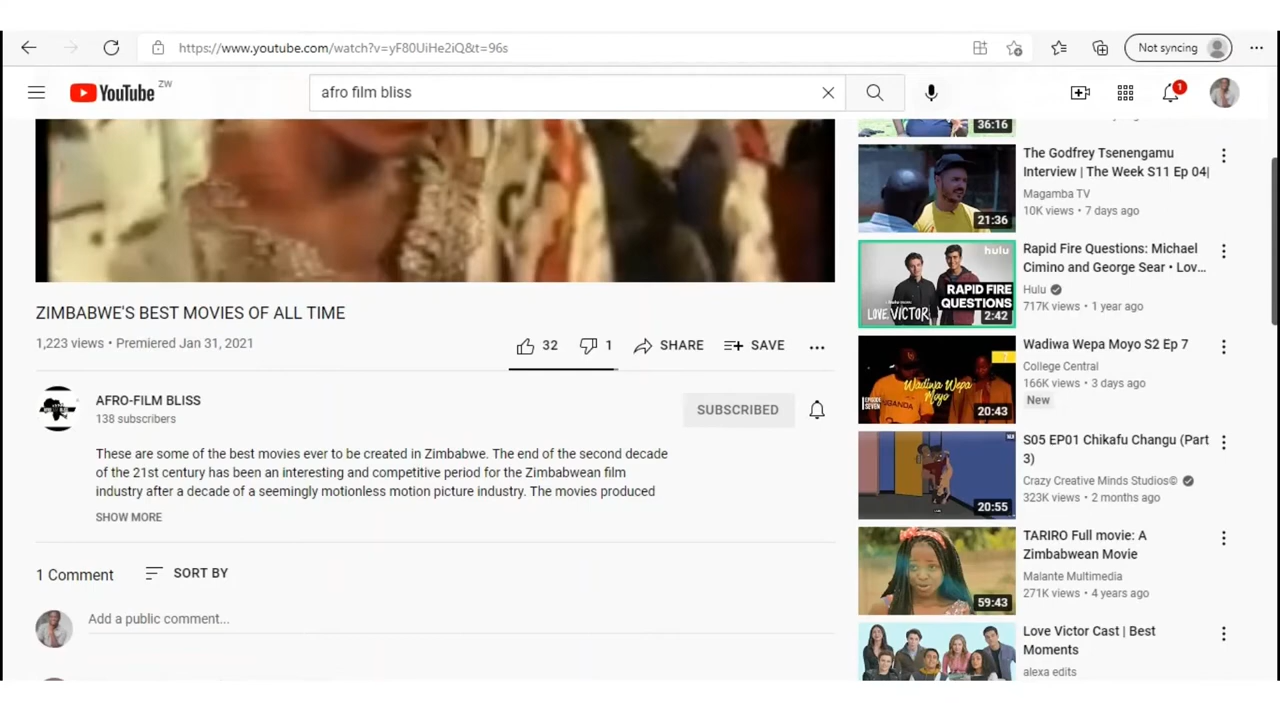 https://www.youtube.com/watch?v=yF80UiHe2iQ&t=96s
Not syncing
YouTube ZW
afro film bliss
1
ZIMBABWE'S BEST MOVIES OF ALL TIME
1,223 views • Premiered Jan 31, 2021
32
1
SHARE
SAVE
AFRO-FILM BLISS
138 subscribers
SUBSCRIBED
These are some of the best movies ever to be created in Zimbabwe. The end of the second decade
of the 21st century has been an interesting and competitive period for the Zimbabwean film
industry after a decade of a seemingly motionless motion picture industry. The movies produced
SHOW MORE
1 Comment
SORT BY
Add a public comment...
36:16
21:36
The Godfrey Tsenengamu
Interview | The Week S11 Ep 04|
Magamba TV
10K views • 7 days ago
hulu
LOVE, VICTOR
RAPID FIRE
QUESTIONS
2:42
Rapid Fire Questions: Michael
Cimino and George Sear • Lov...
Hulu
717K views • 1 year ago
7
Wadiwa Wepa
Moyo
UGANDA
EPISODE
SEVEN
20:43
Wadiwa Wepa Moyo S2 Ep 7
College Central
166K views • 3 days ago
New
20:55
S05 EP01 Chikafu Changu (Part
3)
Crazy Creative Minds Studios©
323K views • 2 months ago
59:43
TARIRO Full movie: A
Zimbabwean Movie
Malante Multimedia
271K views • 4 years ago
Love Victor Cast | Best
Moments
alexa edits